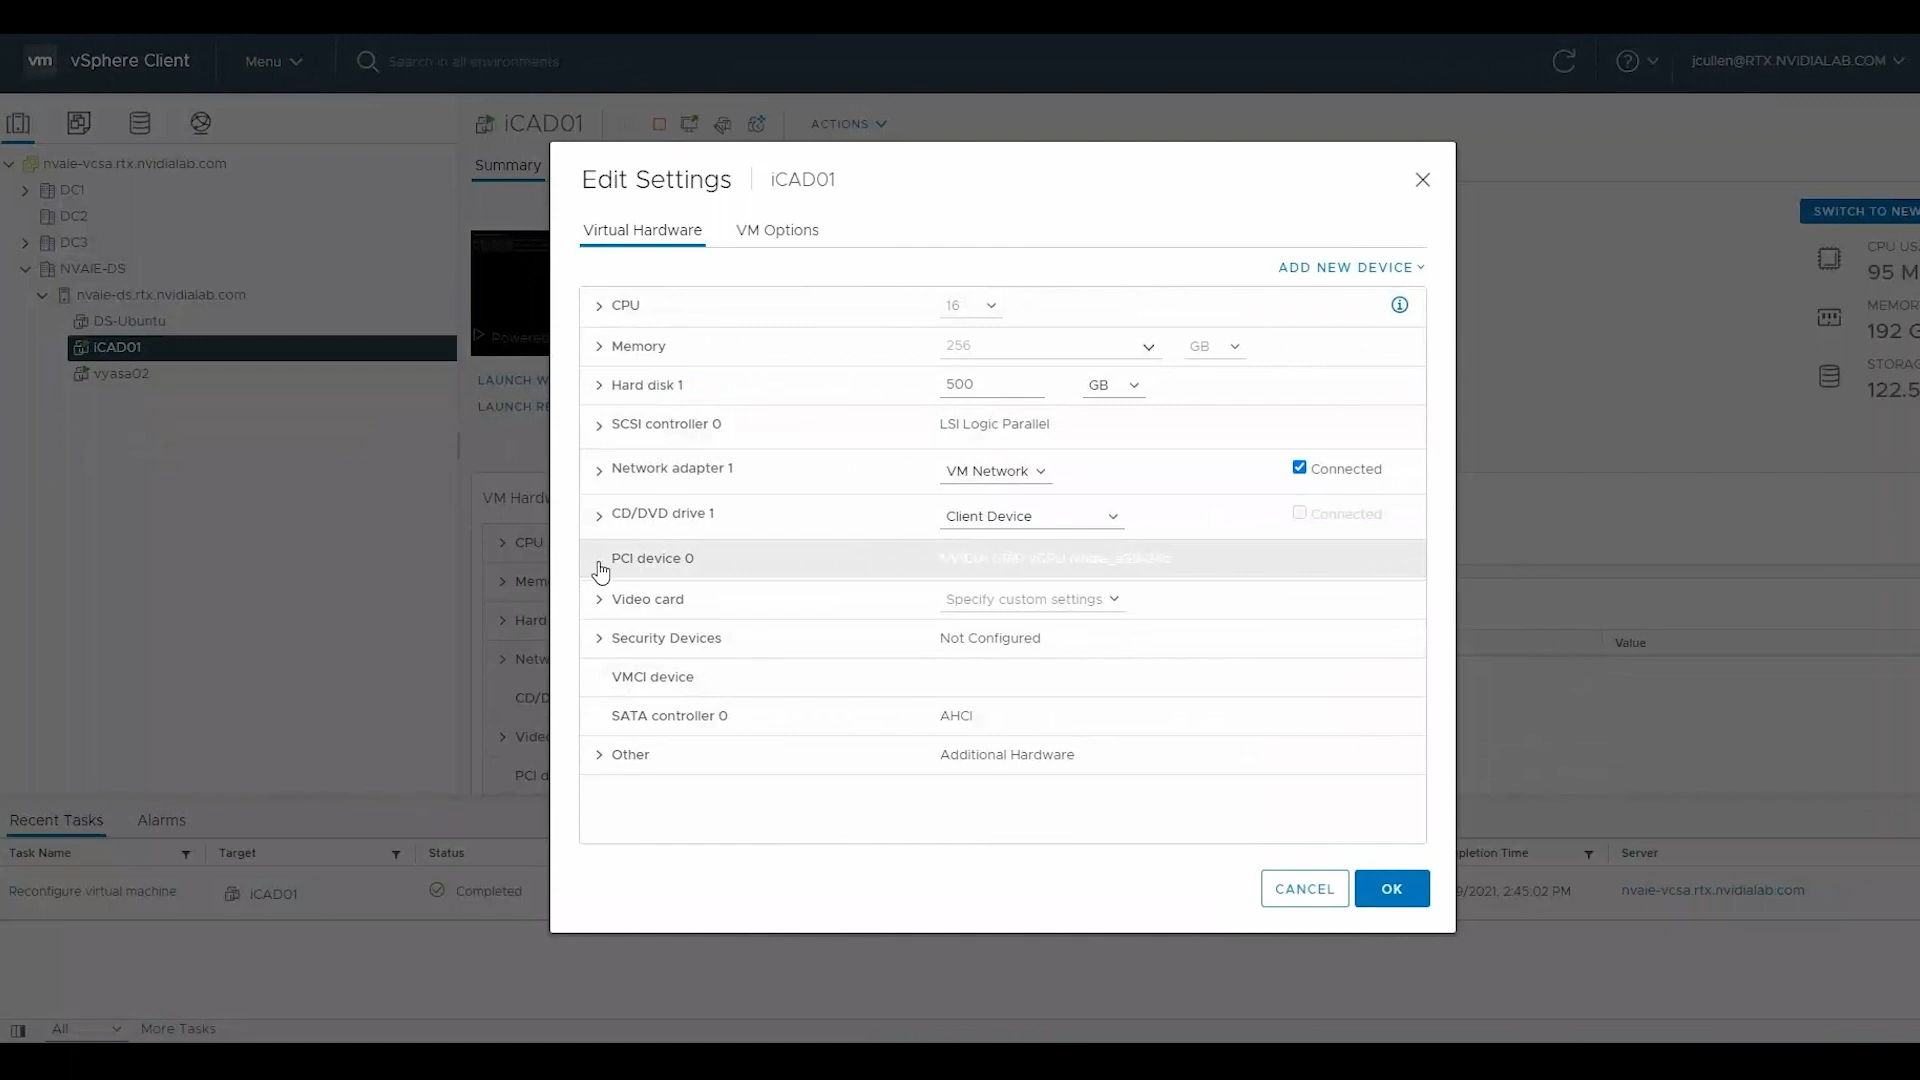 vm vSphere Client Menu Search in all environments jcullen@RTX.NVIDIALAB.COM
iCAD01 ACTIONS
nvaie-vcsa.rtx.nvidialab.com
DC1
DC2
DC3
NVAIE-DS
nvaie-ds.rtx.nvidialab.com
DS-Ubuntu
iCAD01
vyasa02
Summary
Powered
LAUNCH W
LAUNCH RE
VM Hardw
CPU
Mem
Hard
Netw
CD/D
Vide
PCI d
SWITCH TO NEW
CPU US
95 M
MEMOR
192 G
STORAG
122.5
Value
Edit Settings iCAD01
Virtual Hardware VM Options
ADD NEW DEVICE
CPU 16
Memory 256 GB
Hard disk 1 500 GB
SCSI controller 0 LSI Logic Parallel
Network adapter 1 VM Network Connected
CD/DVD drive 1 Client Device Connected
PCI device 0
Video card Specify custom settings
Security Devices Not Configured
VMCI device
SATA controller 0 AHCI
Other Additional Hardware
CANCEL OK
Recent Tasks Alarms
Task Name Target Status pletion Time Server
Reconfigure virtual machine iCAD01 Completed 9/2021, 2:45:02 PM nvaie-vcsa.rtx.nvidialab.com
All More Tasks